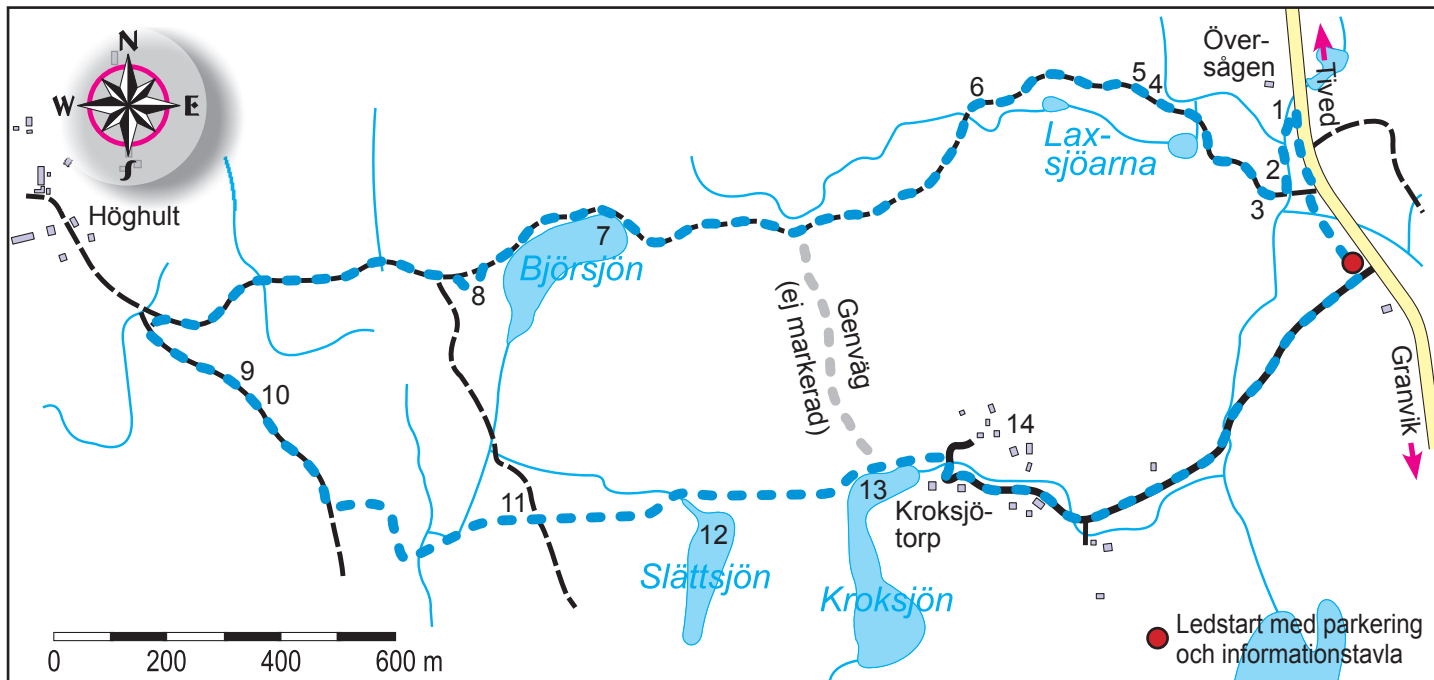 N
W
E
S
Höghult
Över-
sågen
Tived
Lax-
sjöarna
1
2
3
4
5
6
7
Björsjön
8
9
10
11
Genväg
(ej markerad)
12
Slättsjön
13
Kroksjö-
torp
14
Kroksjön
Granvik
0
200
400
600 m
Ledstart med parkering
och informationstavla